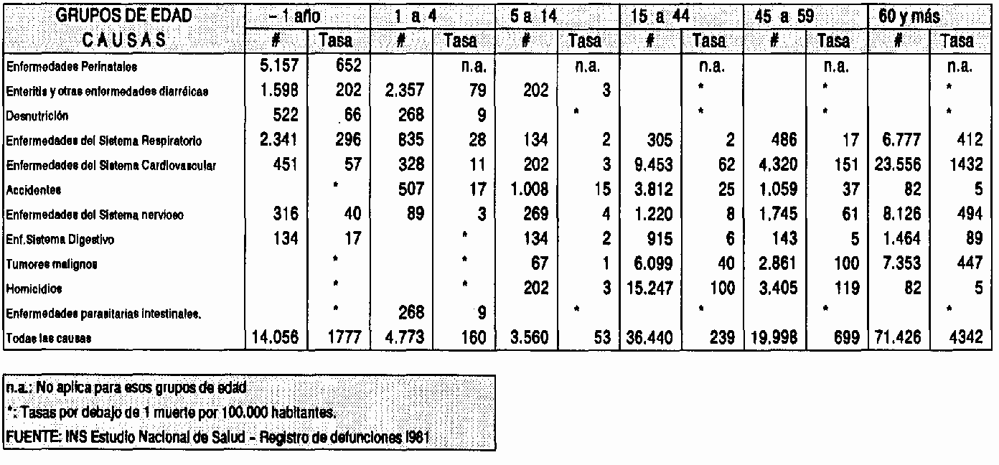 GRUPOS DE EDAD - 1 año 1 a 4 5 a 14 15 a 44 45 a 59 60 y más
CAUSAS # Tasa # Tasa # Tasa # Tasa # Tasa # Tasa
Enfermedades Perinatales 5.157 652 n.a. n.a. n.a. n.a. n.a.
Enteritis y otras enfermedades diarréicas 1.598 202 2.357 79 202 3 * * *
Desnutrición 522 66 268 9 * * * *
Enfermedades del Sistema Respiratorio 2.341 296 835 28 134 2 305 2 486 17 6.777 412
Enfermedades del Sistema Cardiovascular 451 57 328 11 202 3 9.453 62 4.320 151 23.556 1432
Accidentes * 507 17 1.008 15 3.812 25 1.059 37 82 5
Enfermedades del Sistema nervioso 316 40 89 3 269 4 1.220 8 1.745 61 8.126 494
Enf.Sistema Digestivo 134 17 * 134 2 915 6 143 5 1.464 89
Tumores malignos * * 67 1 6.099 40 2.861 100 7.353 447
Homicidios * * 202 3 15.247 100 3.405 119 82 5
Enfermedades parasitarias intestinales. * 268 9 * * * *
Todas las causas 14.056 1777 4.773 160 3.560 53 36.440 239 19.998 699 71.426 4342
n.a.: No aplica para esos grupos de edad
*: Tasas por debajo de 1 muerte por 100.000 habitantes.
FUENTE: INS Estudio Nacional de Salud - Registro de defunciones 1981